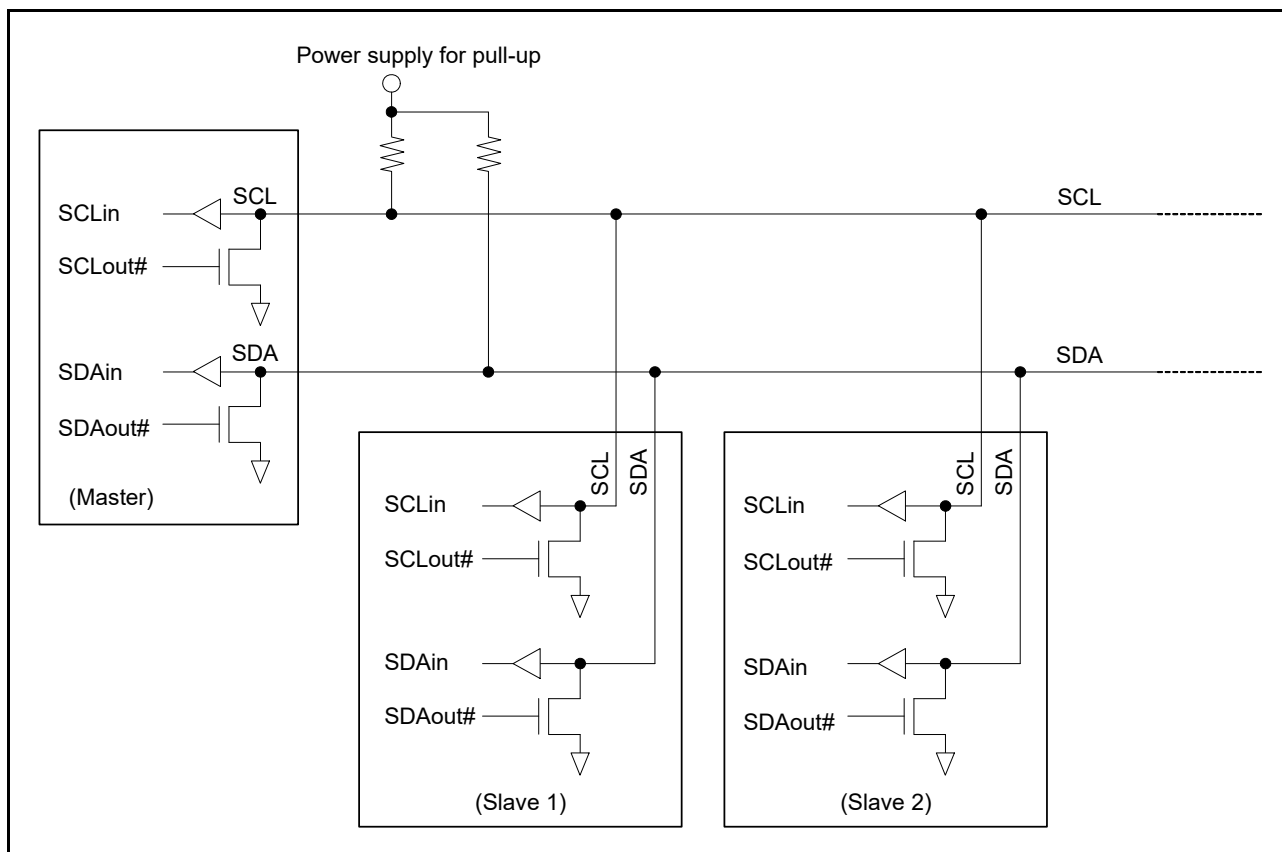 Power supply for pull-up
SCL
SCLin
SCLout#
SDA
SDAin
SDAout#
(Master)
SCL
SDA
SCL
SDA
SCLin
SCLout#
SDAin
SDAout#
(Slave 1)
SCL
SDA
SCLin
SCLout#
SDAin
SDAout#
(Slave 2)